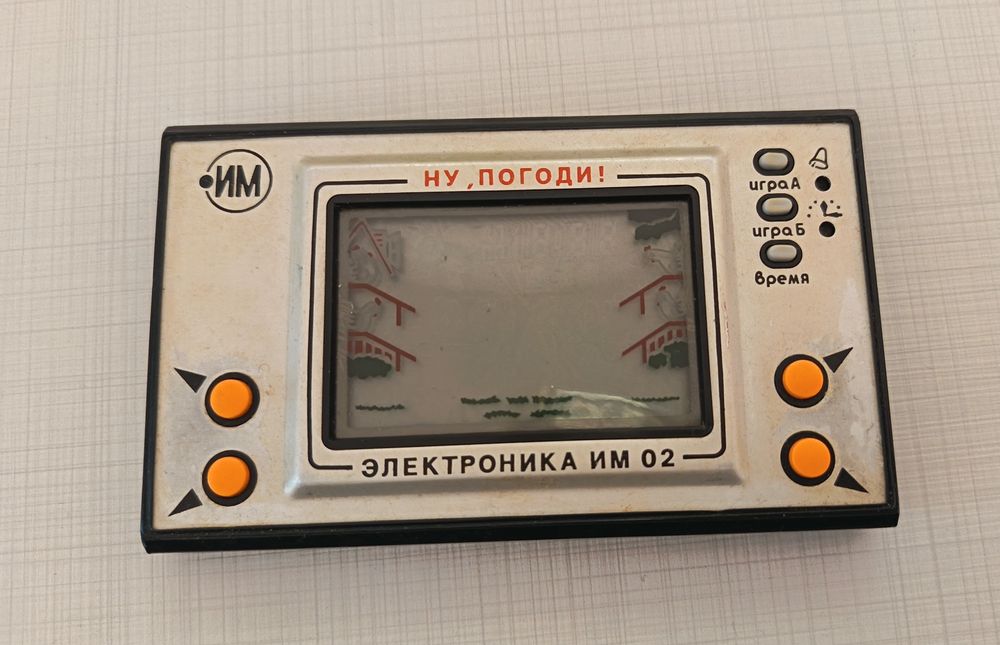 ИМ
НУ, ПОГОДИ!
игра А
игра Б
время
ЭЛЕКТРОНИКА ИМ 02